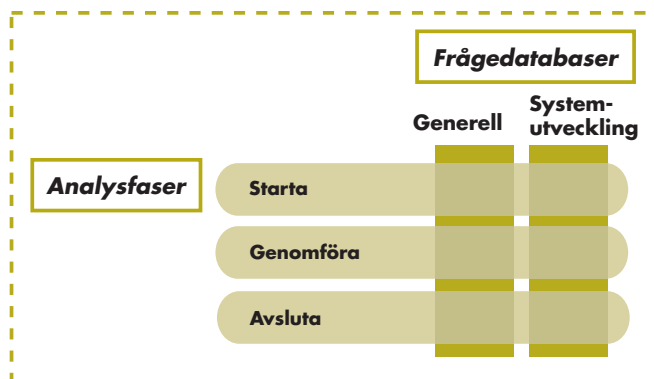 Frågedatabaser
Generell
System-
utveckling
Analysfaser
Starta
Genomföra
Avsluta